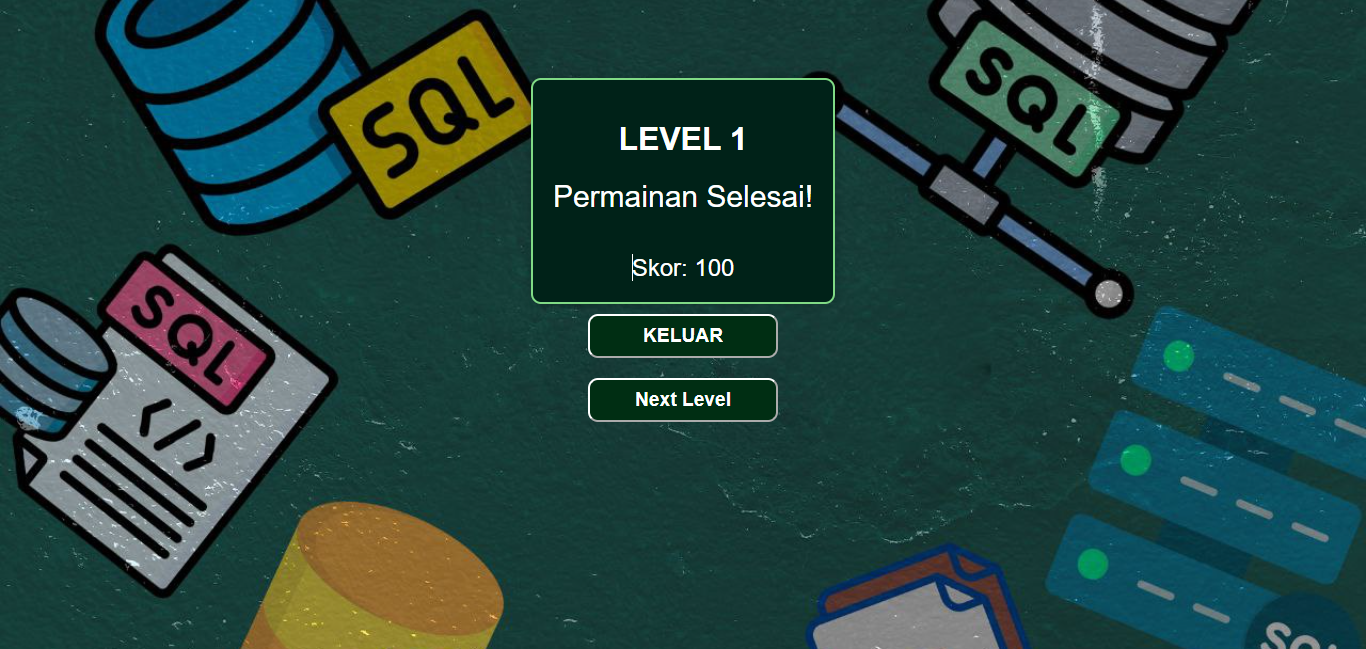 SQL
SQL
LEVEL 1
Permainan Selesai!
Skor: 100
SQL
</>
KELUAR
Next Level